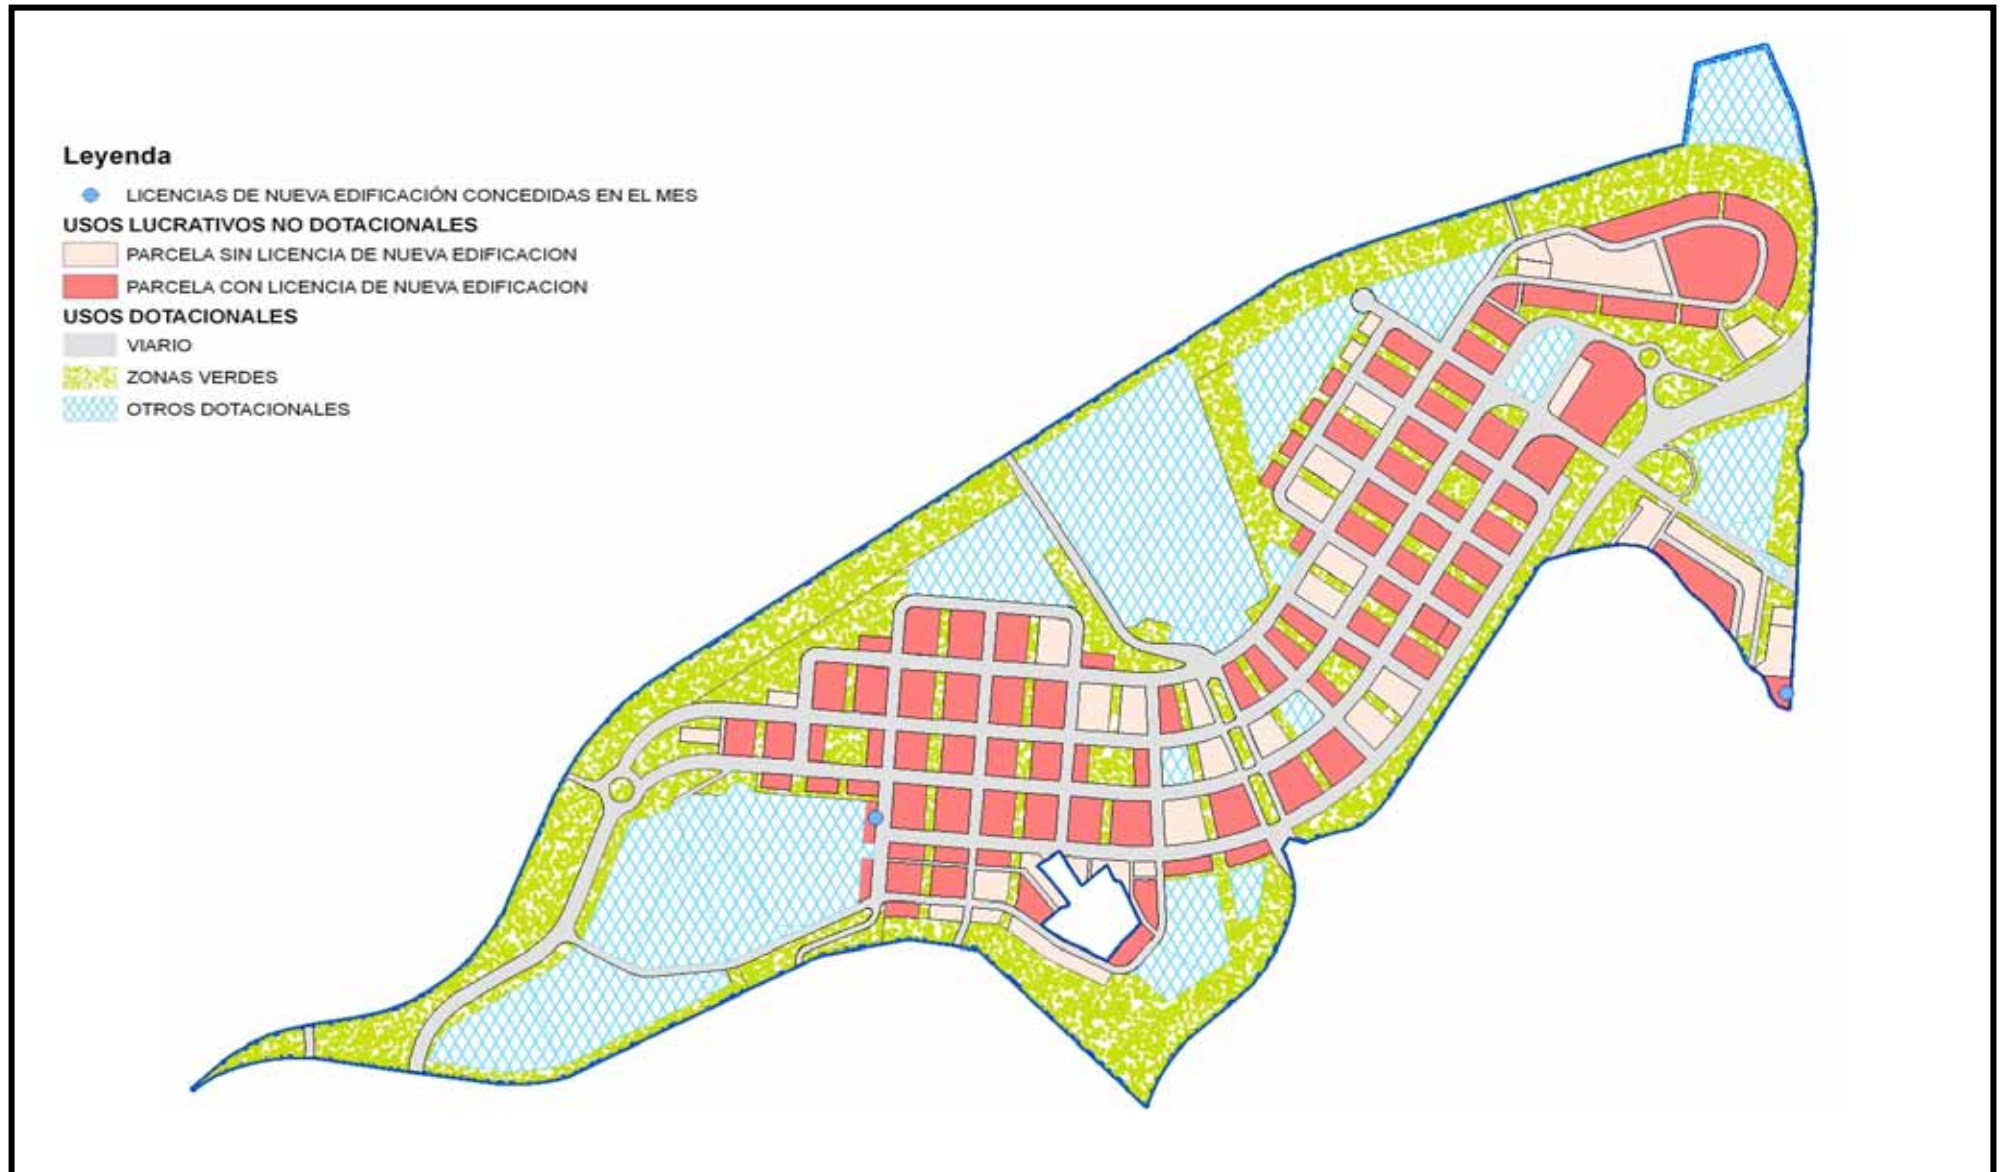 Leyenda
LICENCIAS DE NUEVA EDIFICACIÓN CONCEDIDAS EN EL MES
USOS LUCRATIVOS NO DOTACIONALES
PARCELA SIN LICENCIA DE NUEVA EDIFICACION
PARCELA CON LICENCIA DE NUEVA EDIFICACION
USOS DOTACIONALES
VIARIO
ZONAS VERDES
OTROS DOTACIONALES